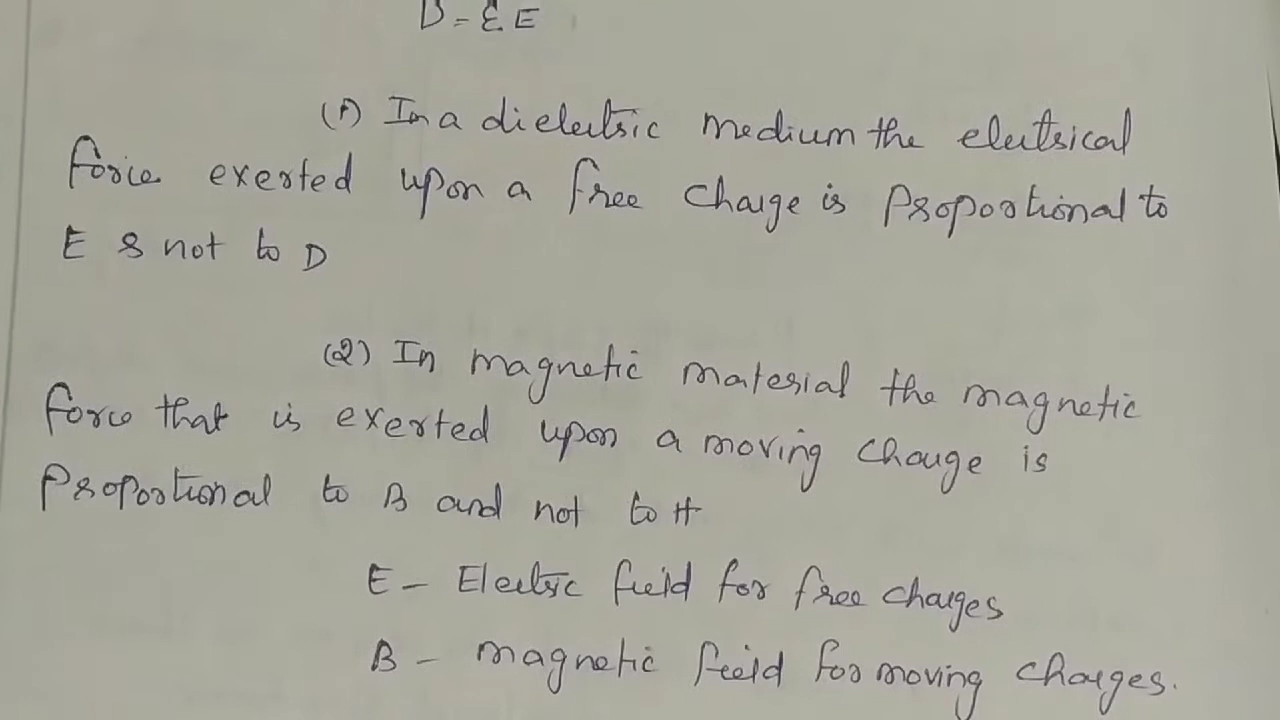 D = ε E
(1) In a dielectric medium the electrical
force exerted upon a free charge is proportional to
E & not to D
(2) In magnetic material the magnetic
force that is exerted upon a moving charge is
proportional to B and not to H
E - Electric field for free charges
B - magnetic field for moving charges.